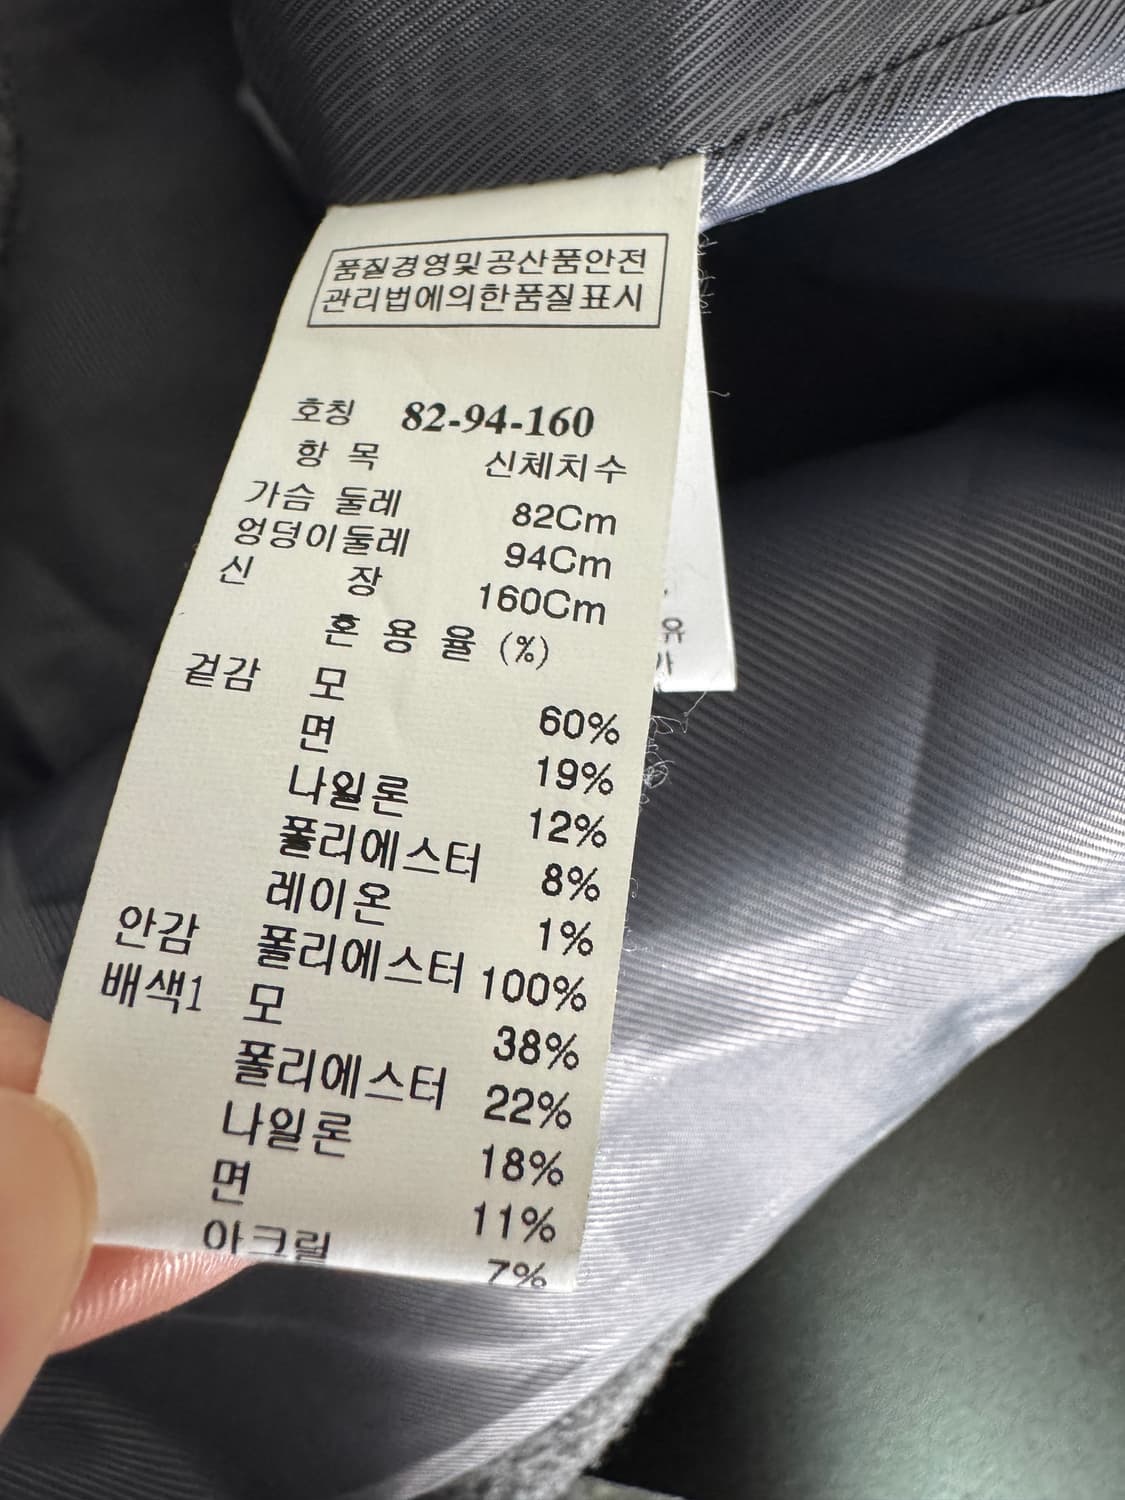 품질경영및공산품안전
관리법에의한품질표시
호칭 82-94-160
항 목 신체치수
가슴 둘레 82Cm
엉덩이둘레 94Cm
신 장 160Cm
혼 용 율 (%)
겉감 모 60%
면 19%
나일론 12%
폴리에스터 8%
레이온 1%
안감 폴리에스터 100%
배색1 모 38%
폴리에스터 22%
나일론 18%
면 11%
아크릴 7%
유